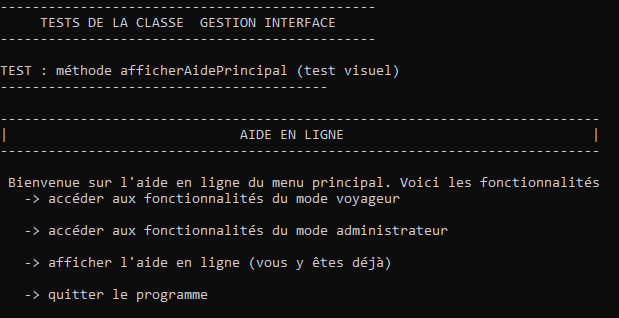 -----------------------------------------------
TESTS DE LA CLASSE  GESTION INTERFACE
-----------------------------------------------
TEST : méthode afficherAidePrincipal (test visuel)
-----------------------------------------
---------------------------------------------------------------------------
|                             AIDE EN LIGNE                               |
---------------------------------------------------------------------------
Bienvenue sur l'aide en ligne du menu principal. Voici les fonctionnalités
-> accéder aux fonctionnalités du mode voyageur
-> accéder aux fonctionnalités du mode administrateur
-> afficher l'aide en ligne (vous y êtes déjà)
-> quitter le programme